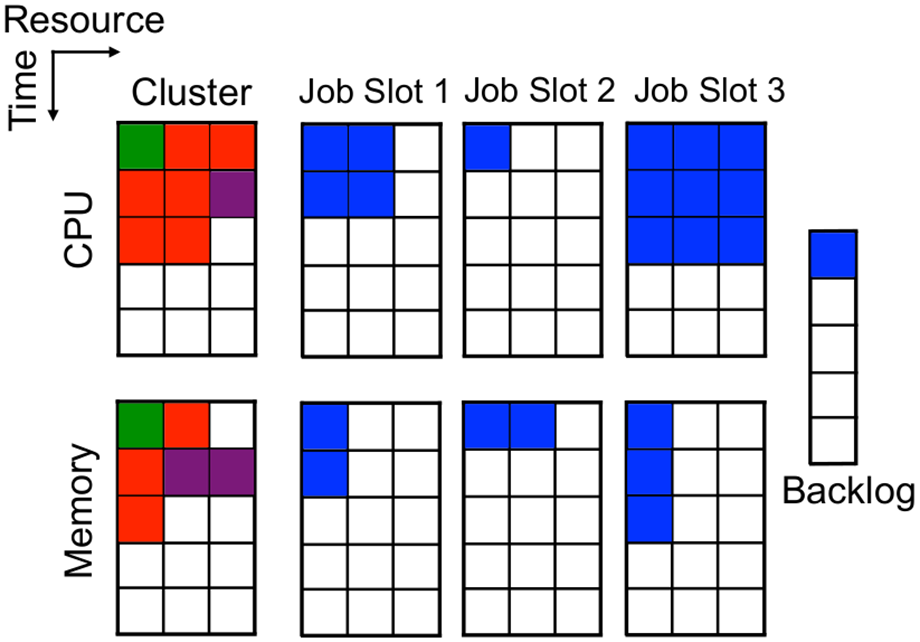 Resource
Time
Cluster
Job Slot 1
Job Slot 2
Job Slot 3
CPU
Memory
Backlog